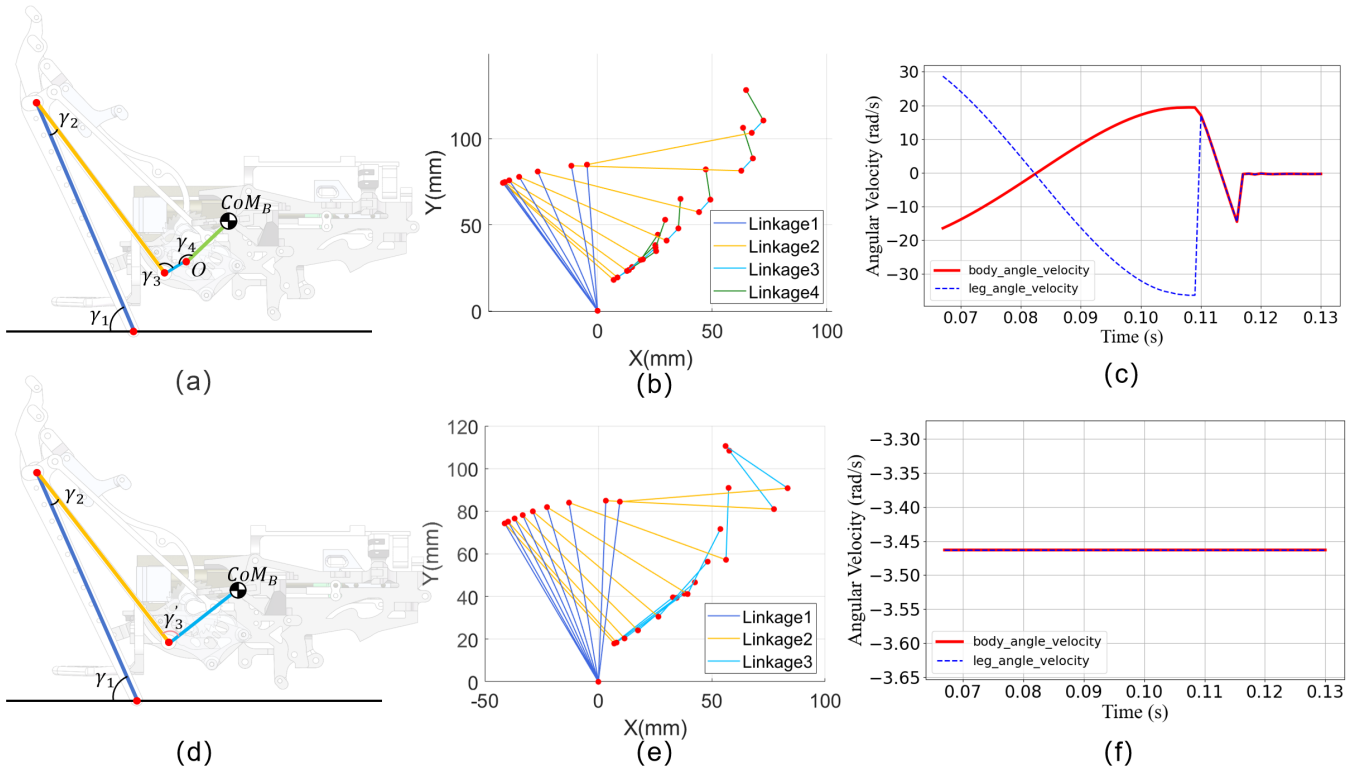 γ₂
CoM_B
γ₄
γ₃
O
γ₁
(a)
Y(mm)
100
50
0
0
50
100
X(mm)
Linkage1
Linkage2
Linkage3
Linkage4
(b)
Angular Velocity (rad/s)
30
20
10
0
−10
−20
−30
body_angle_velocity
leg_angle_velocity
0.07
0.08
0.09
0.10
0.11
0.12
0.13
Time (s)
(c)
γ₂
CoM_B
γ₃'
γ₁
(d)
Y(mm)
120
100
80
60
40
20
0
-50
0
50
100
X(mm)
Linkage1
Linkage2
Linkage3
(e)
Angular Velocity (rad/s)
−3.30
−3.35
−3.40
−3.45
−3.50
−3.55
−3.60
−3.65
body_angle_velocity
leg_angle_velocity
0.07
0.08
0.09
0.10
0.11
0.12
0.13
Time (s)
(f)